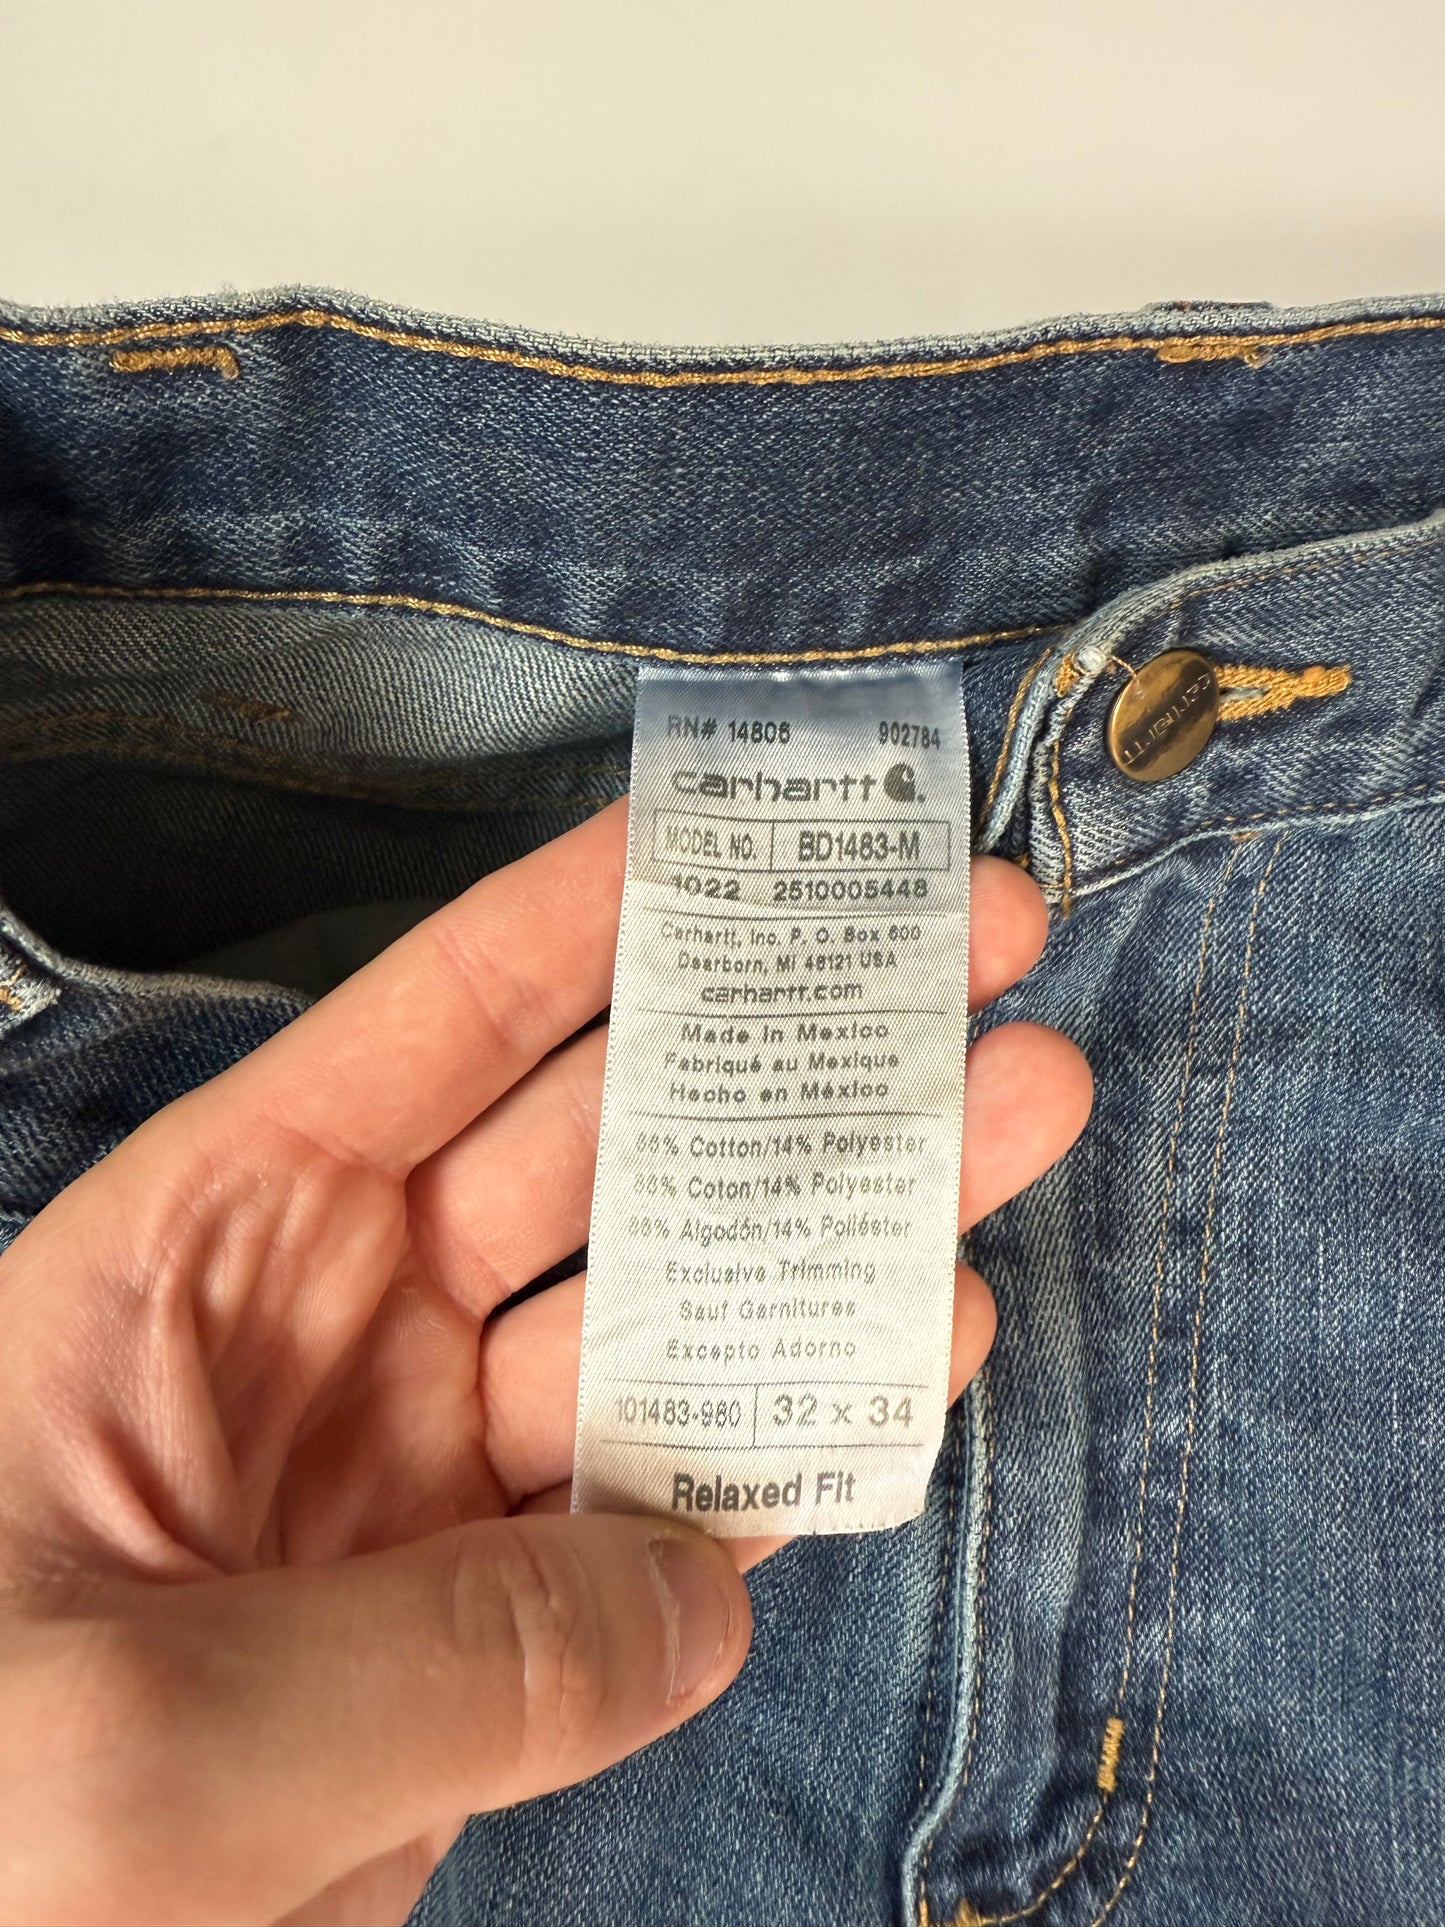 RN# 14806 902784
carhartt
MODEL NO. BD1483-M
1022 2510005448
Carhartt, Inc. P. O. Box 600
Dearborn, MI 48121 USA
carhartt.com
Made in Mexico
Fabriqué au Mexique
Hecho en México
86% Cotton/14% Polyester
86% Coton/14% Polyester
86% Algodón/14% Poliéster
Exclusive Trimming
Sauf Garnitures
Excepto Adorno
101483-980 32 x 34
Relaxed Fit
carhartt